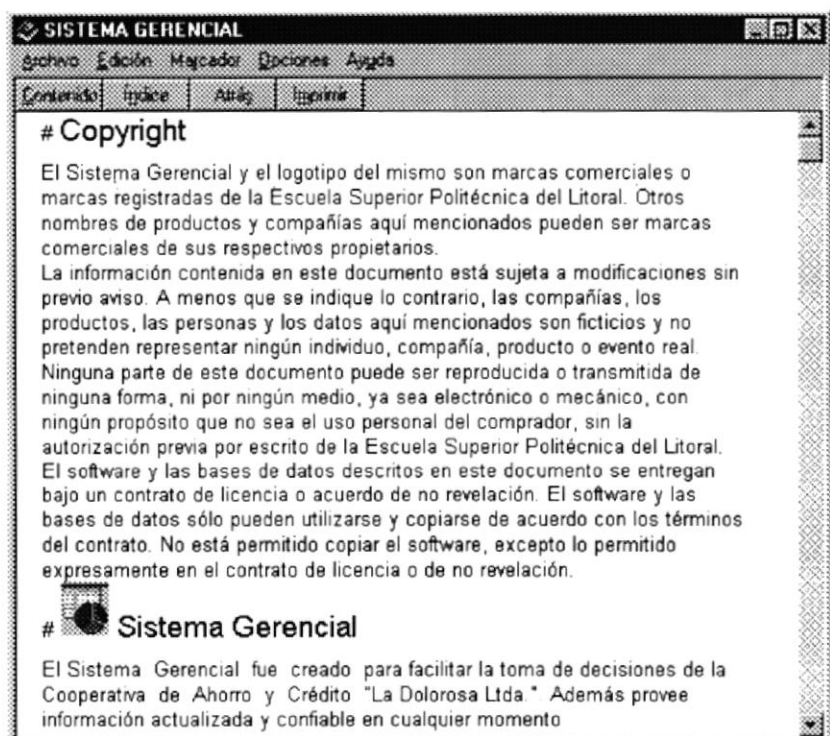 SISTEMA GERENCIAL
Archivo Edición Marcador Opciones Ayuda
Contenido Índice Atrás Imprimir
# Copyright
El Sistema Gerencial y el logotipo del mismo son marcas comerciales o
marcas registradas de la Escuela Superior Politécnica del Litoral. Otros
nombres de productos y compañías aquí mencionados pueden ser marcas
comerciales de sus respectivos propietarios.
La información contenida en este documento está sujeta a modificaciones sin
previo aviso. A menos que se indique lo contrario, las compañías, los
productos, las personas y los datos aquí mencionados son ficticios y no
pretenden representar ningún individuo, compañía, producto o evento real.
Ninguna parte de este documento puede ser reproducida o transmitida de
ninguna forma, ni por ningún medio, ya sea electrónico o mecánico, con
ningún propósito que no sea el uso personal del comprador, sin la
autorización previa por escrito de la Escuela Superior Politécnica del Litoral.
El software y las bases de datos descritos en este documento se entregan
bajo un contrato de licencia o acuerdo de no revelación. El software y las
bases de datos sólo pueden utilizarse y copiarse de acuerdo con los términos
del contrato. No está permitido copiar el software, excepto lo permitido
expresamente en el contrato de licencia o de no revelación.
# Sistema Gerencial
El Sistema Gerencial fue creado para facilitar la toma de decisiones de la
Cooperativa de Ahorro y Crédito "La Dolorosa Ltda.". Además provee
información actualizada y confiable en cualquier momento